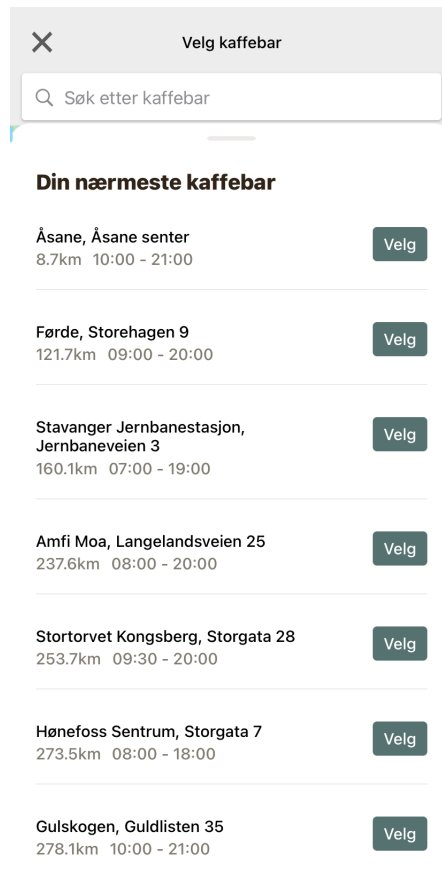 Velg kaffebar
Søk etter kaffebar
Din nærmeste kaffebar
Åsane, Åsane senter
8.7km 10:00 - 21:00
Velg
Førde, Storehagen 9
121.7km 09:00 - 20:00
Velg
Stavanger Jernbanestasjon,
Jernbaneveien 3
160.1km 07:00 - 19:00
Velg
Amfi Moa, Langelandsveien 25
237.6km 08:00 - 20:00
Velg
Stortorvet Kongsberg, Storgata 28
253.7km 09:30 - 20:00
Velg
Hønefoss Sentrum, Storgata 7
273.5km 08:00 - 18:00
Velg
Gulskogen, Guldlisten 35
278.1km 10:00 - 21:00
Velg